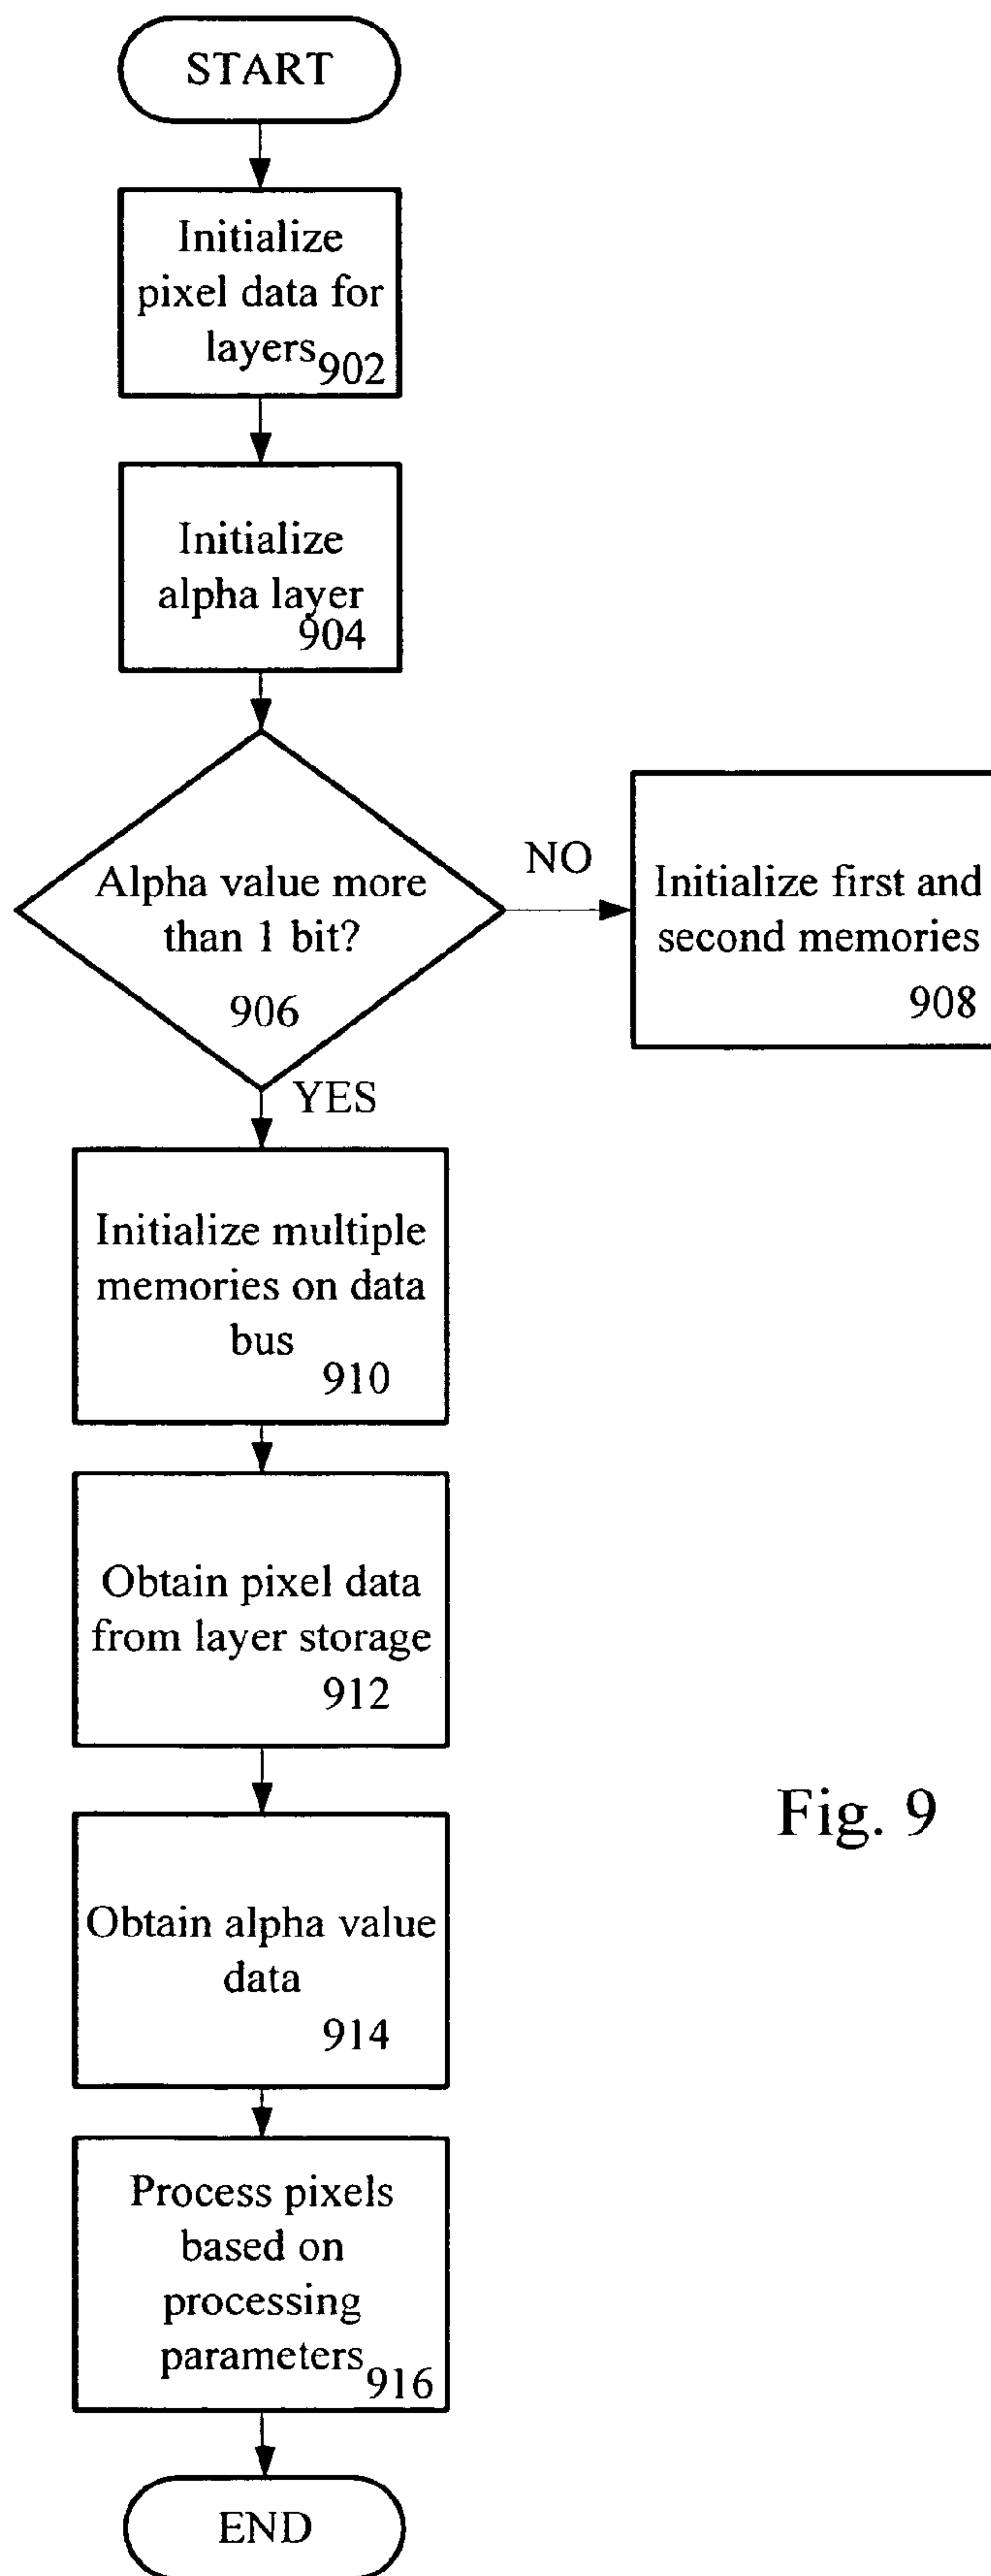 START
Initialize
pixel data for
layers
902
Initialize
alpha layer
904
Alpha value more
than 1 bit?
906
NO
Initialize first and
second memories
908
YES
Initialize multiple
memories on data
bus
910
Obtain pixel data
from layer storage
912
Obtain alpha value
data
914
Process pixels
based on
processing
parameters
916
END
Fig. 9